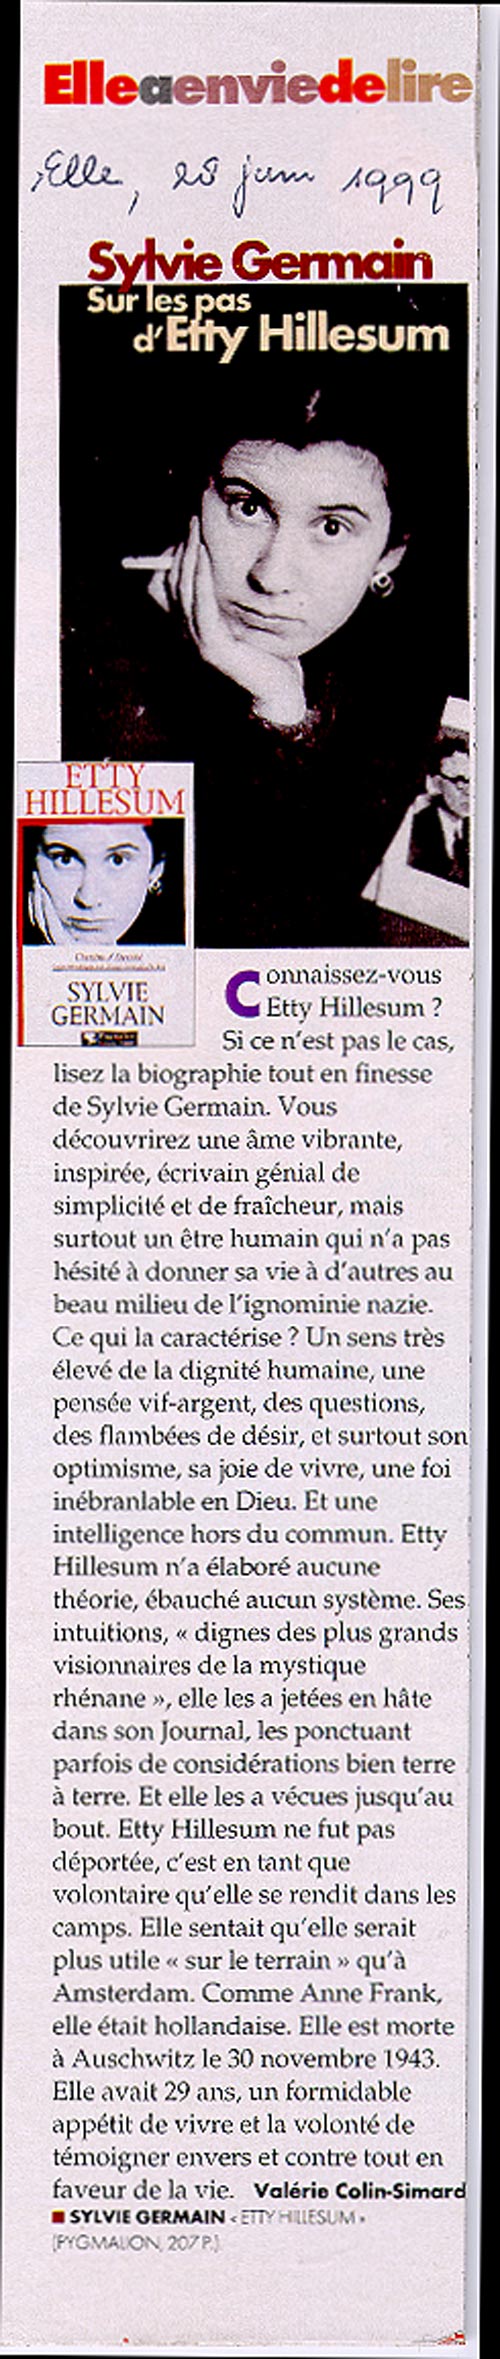 Elleaenviedelire
Elle, 28 juin 1999
Sylvie Germain
Sur les pas
d'Etty Hillesum
ETTY
HILLESUM
SYLVIE
GERMAIN
Connaissez-vous
Etty Hillesum ?
Si ce n'est pas le cas,
lisez la biographie tout en finesse
de Sylvie Germain. Vous
découvrirez une âme vibrante,
inspirée, écrivain génial de
simplicité et de fraîcheur, mais
surtout un être humain qui n'a pas
hésité à donner sa vie à d'autres au
beau milieu de l'ignominie nazie.
Ce qui la caractérise ? Un sens très
élevé de la dignité humaine, une
pensée vif-argent, des questions,
des flambées de désir, et surtout son
optimisme, sa joie de vivre, une foi
inébranlable en Dieu. Et une
intelligence hors du commun. Etty
Hillesum n'a élaboré aucune
théorie, ébauché aucun système. Ses
intuitions, « dignes des plus grands
visionnaires de la mystique
rhénane », elle les a jetées en hâte
dans son Journal, les ponctuant
parfois de considérations bien terre
à terre. Et elle les a vécues jusqu'au
bout. Etty Hillesum ne fut pas
déportée, c'est en tant que
volontaire qu'elle se rendit dans les
camps. Elle sentait qu'elle serait
plus utile « sur le terrain » qu'à
Amsterdam. Comme Anne Frank,
elle était hollandaise. Elle est morte
à Auschwitz le 30 novembre 1943.
Elle avait 29 ans, un formidable
appétit de vivre et la volonté de
témoigner envers et contre tout en
faveur de la vie. Valérie Colin-Simard
■ SYLVIE GERMAIN « ETTY HILLESUM »
(PYGMALION, 207 P.).